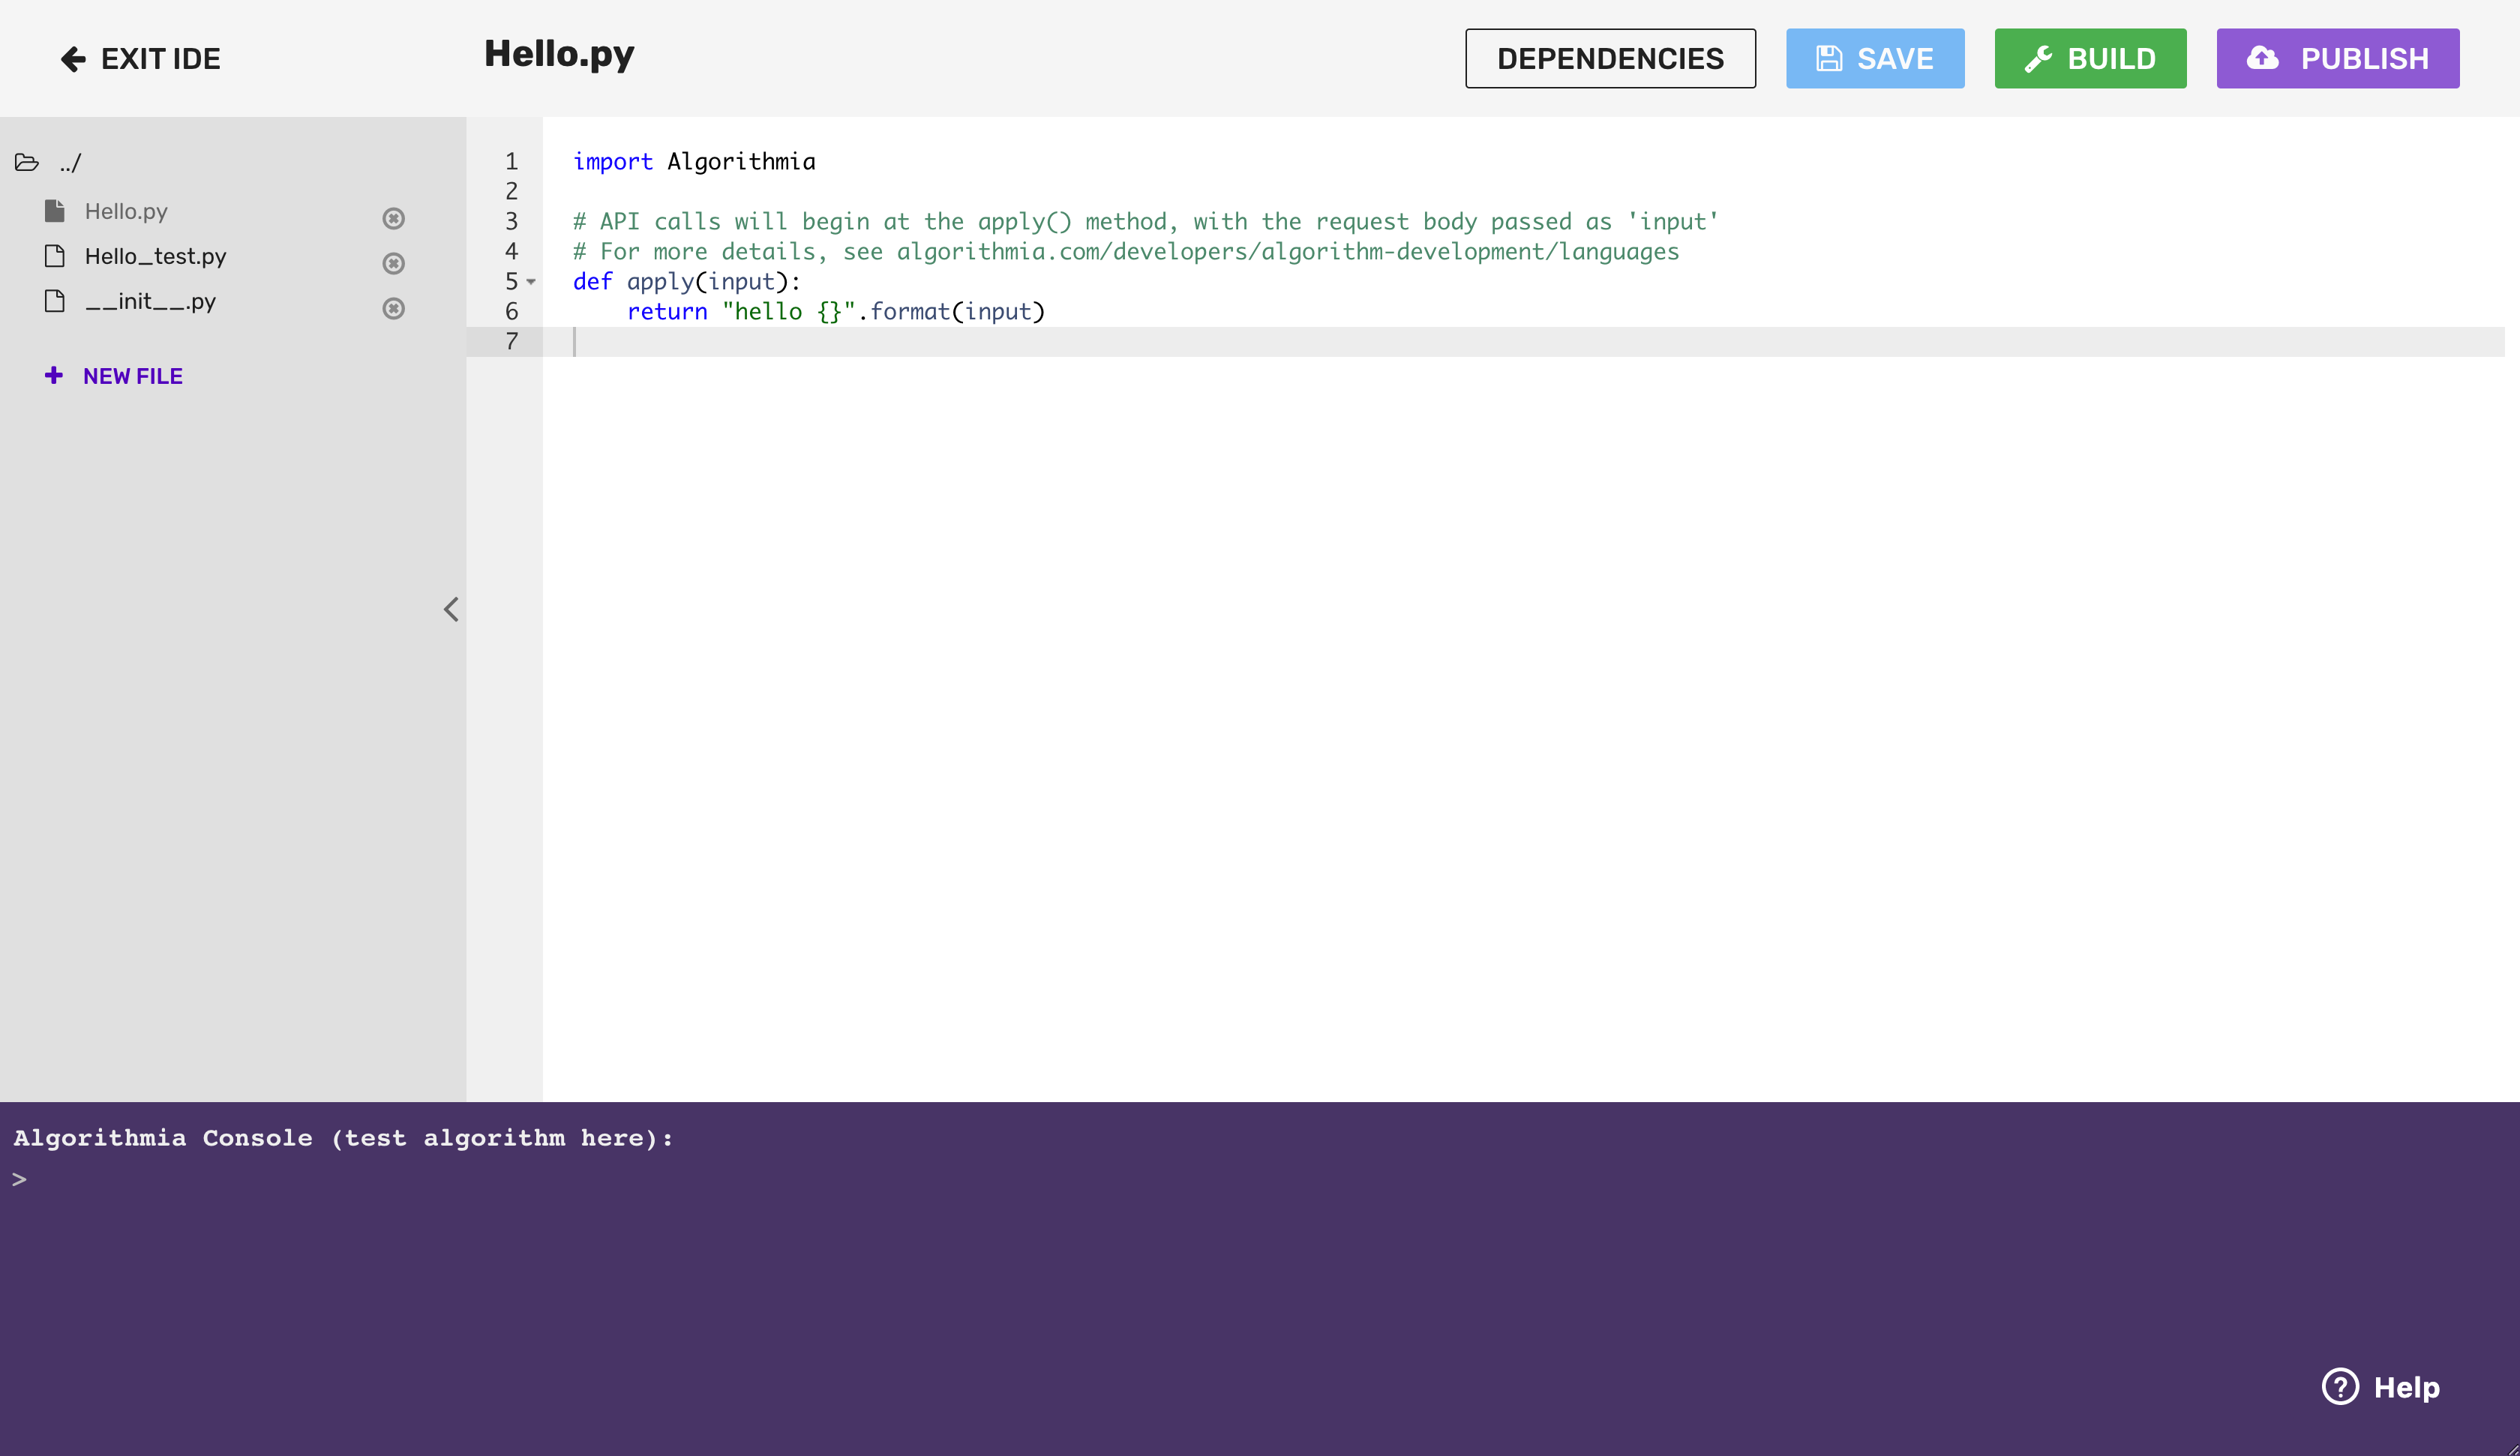 EXIT IDE
Hello.py
DEPENDENCIES
SAVE
BUILD
PUBLISH
../
Hello.py
Hello_test.py
__init__.py
NEW FILE
1 import Algorithmia
2
3 # API calls will begin at the apply() method, with the request body passed as 'input'
4 # For more details, see algorithmia.com/developers/algorithm-development/languages
5 def apply(input):
6     return "hello {}".format(input)
7
Algorithmia Console (test algorithm here):
>
Help